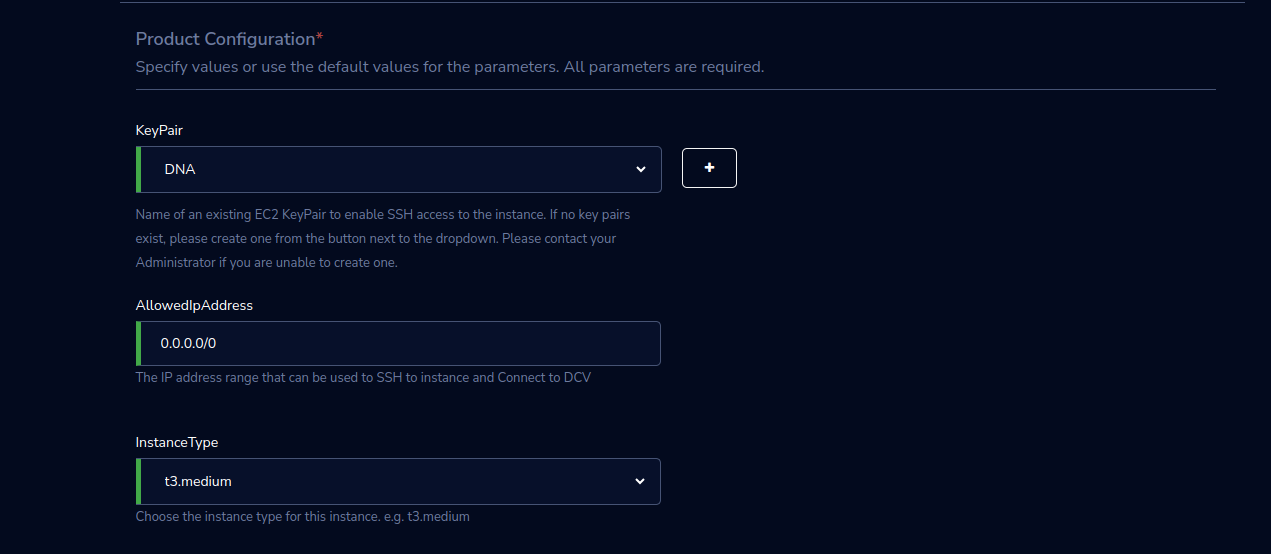 Product Configuration*
Specify values or use the default values for the parameters. All parameters are required.
KeyPair
DNA
+
Name of an existing EC2 KeyPair to enable SSH access to the instance. If no key pairs
exist, please create one from the button next to the dropdown. Please contact your
Administrator if you are unable to create one.
AllowedIpAddress
0.0.0.0/0
The IP address range that can be used to SSH to instance and Connect to DCV
InstanceType
t3.medium
Choose the instance type for this instance. e.g. t3.medium